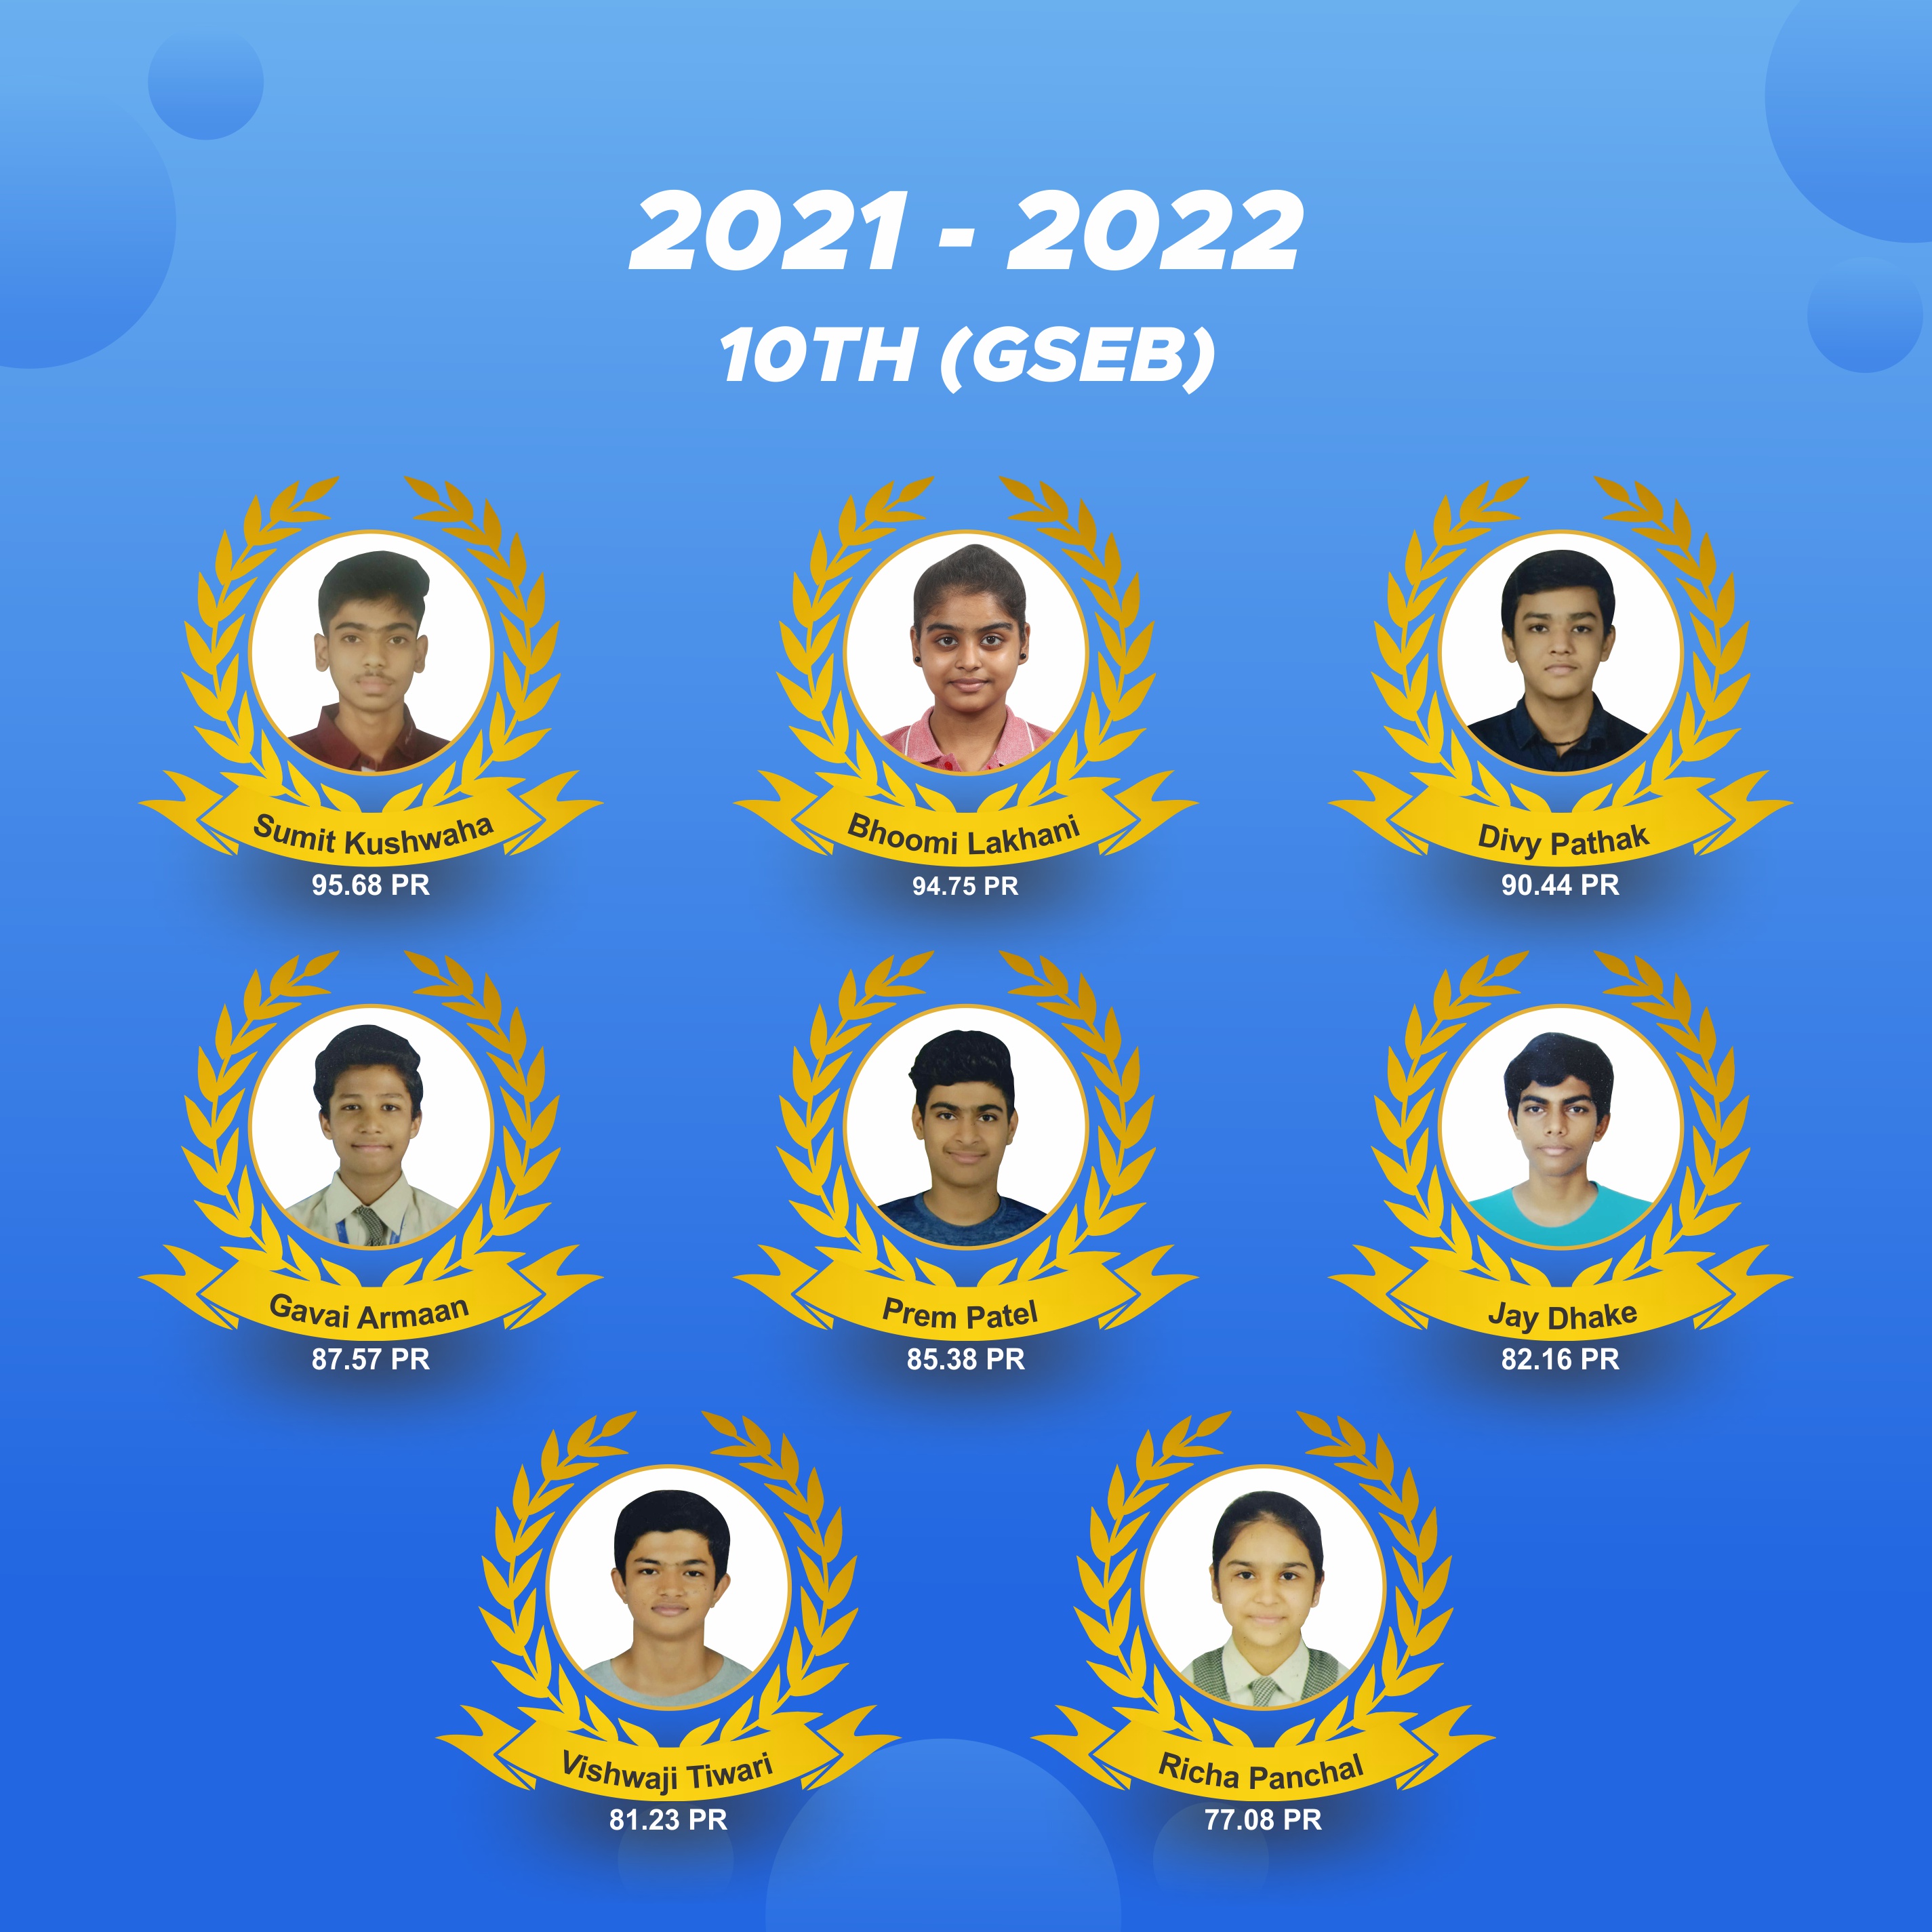 2021 - 2022
10TH (GSEB)
Sumit Kushwaha
95.68 PR
Bhoomi Lakhani
94.75 PR
Divy Pathak
90.44 PR
Gavai Armaan
87.57 PR
Prem Patel
85.38 PR
Jay Dhake
82.16 PR
Vishwaji Tiwari
81.23 PR
Richa Panchal
77.08 PR